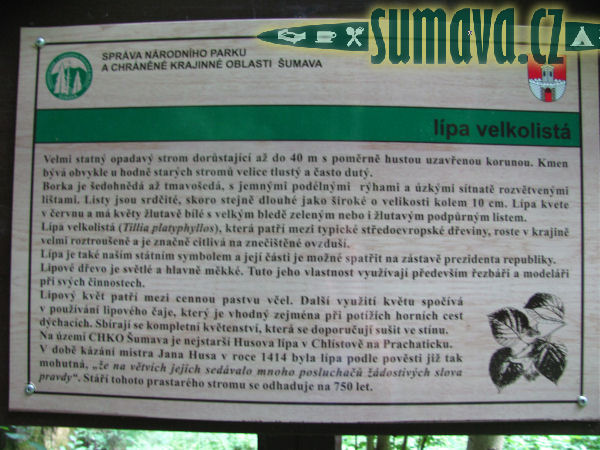 sumava.cz
SPRÁVA NÁRODNÍHO PARKU
A CHRÁNĚNÉ KRAJINNÉ OBLASTI ŠUMAVA
lípa velkolistá
Velmi statný opadavý strom dorůstající až do 40 m s poměrně hustou uzavřenou korunou. Kmen
bývá obvykle u hodně starých stromů velice tlustý a často dutý.
Borka je šedohnědá až tmavošedá, s jemnými podélnými rýhami a úzkými sítnatě rozvětvenými
lištami. Listy jsou srdčité, skoro stejně dlouhé jako široké o velikosti kolem 10 cm. Lípa kvete
v červnu a má květy žlutavě bílé s velkým bledě zeleným nebo i žlutavým podpůrným listem.
Lípa velkolistá (Tillia platyphyllos), která patří mezi typické středoevropské dřeviny, roste v krajině
velmi roztroušeně a je značně citlivá na znečištěné ovzduší.
Lípa je také naším státním symbolem a její části je možné spatřit na zástavě prezidenta republiky.
Lipové dřevo je světlé a hlavně měkké. Tuto jeho vlastnost využívají především řezbáři a modeláři
při svých činnostech.
Lipový květ patří mezi cennou pastvu včel. Další využití květu spočívá
v používání lipového čaje, který je vhodný zejména při potížích horních cest
dýchacích. Sbírají se kompletní květenství, která se doporučují sušit ve stínu.
Na území CHKO Šumava je nejstarší Husova lípa v Chlístově na Prachaticku.
V době kázání mistra Jana Husa v roce 1414 byla lípa podle pověsti již tak
mohutná, „že na větvích jejich sedávalo mnoho posluchačů žádostivých slova
pravdy“. Stáří tohoto prastarého stromu se odhaduje na 750 let.